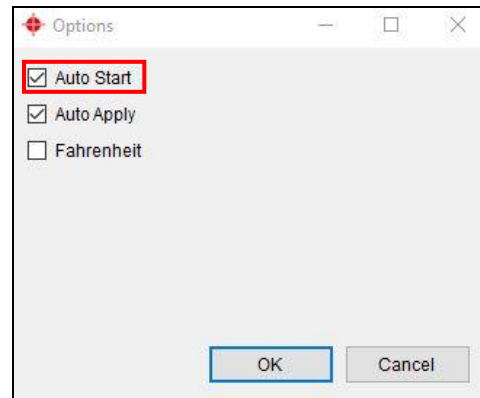 Options
Auto Start
Auto Apply
Fahrenheit
OK Cancel